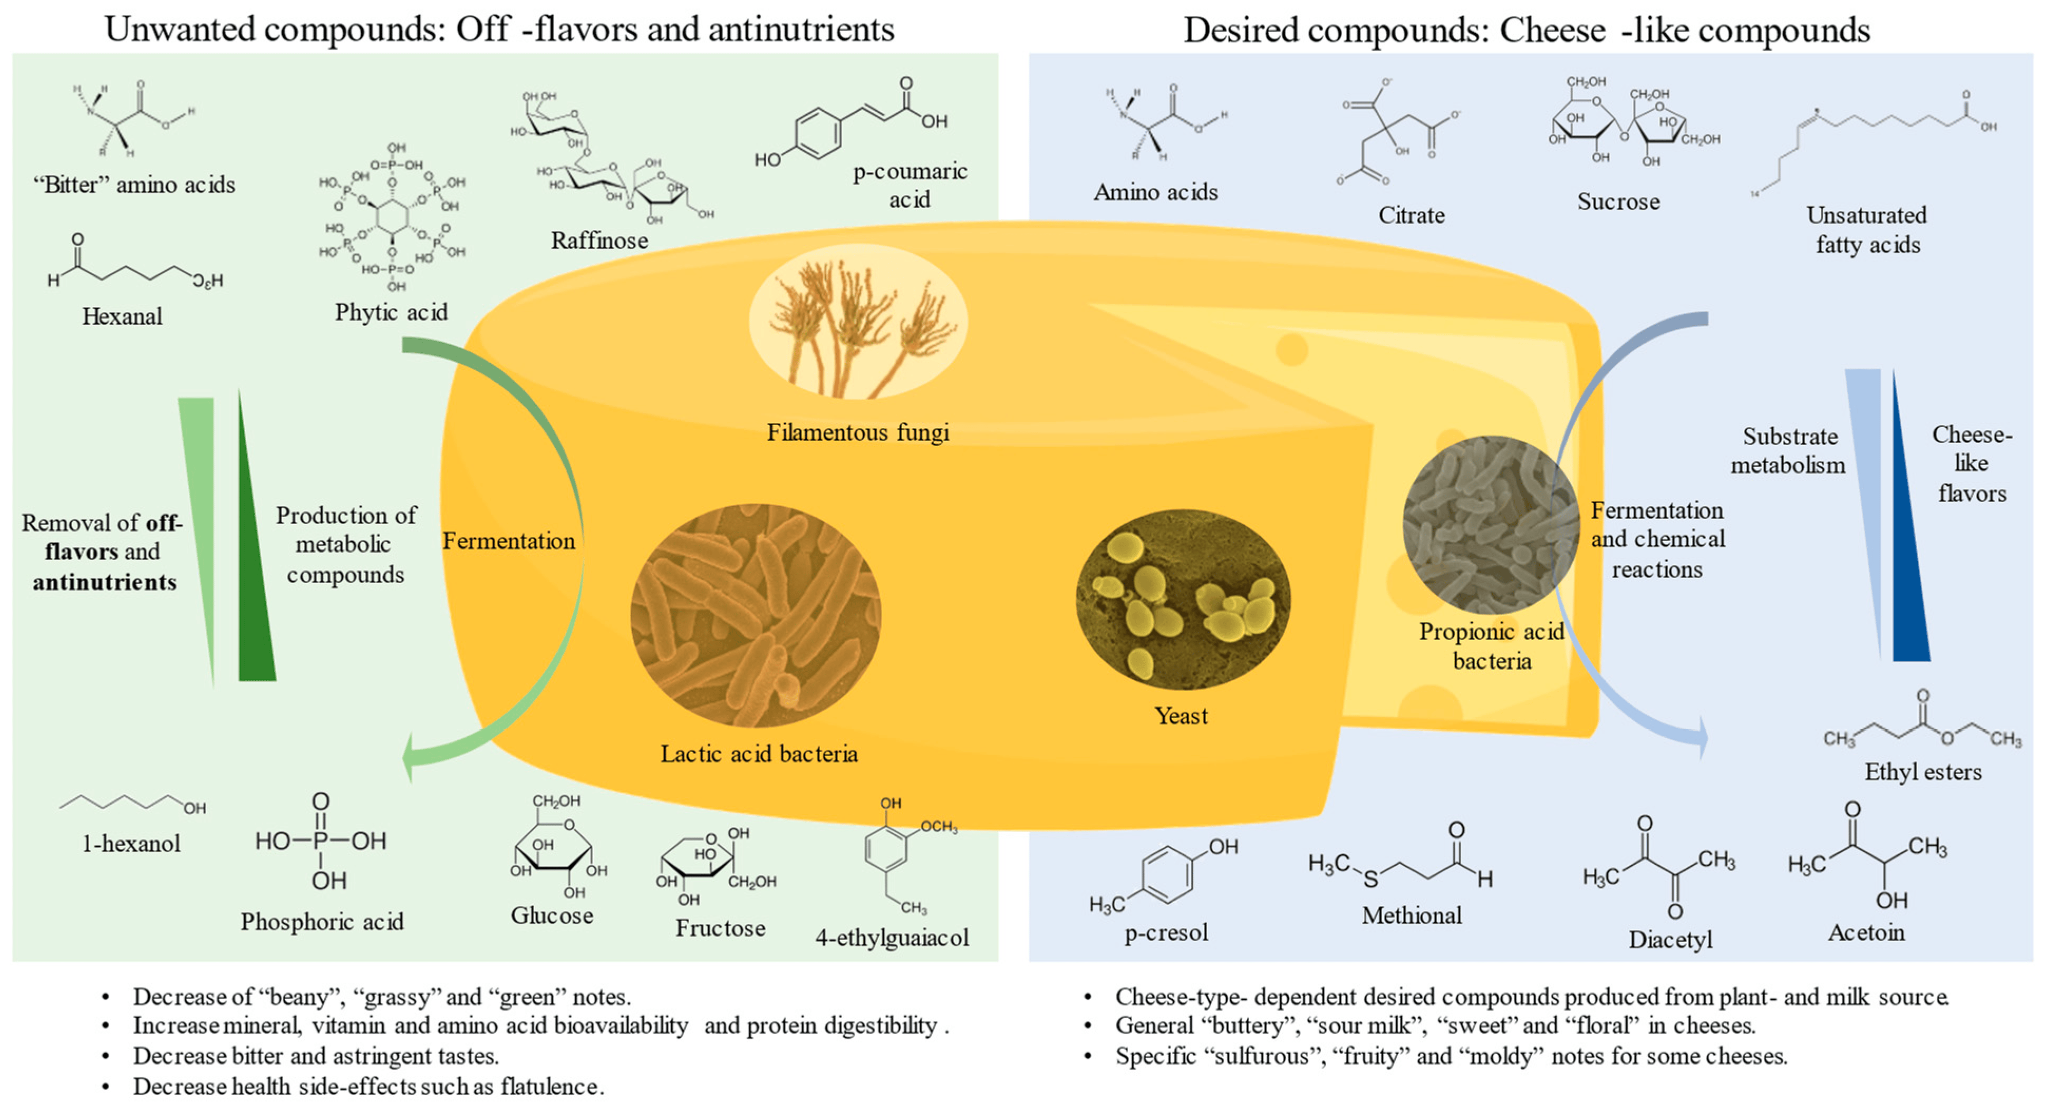 Unwanted compounds: Off -flavors and antinutrients
Desired compounds: Cheese -like compounds
“Bitter” amino acids
Phytic acid
Raffinose
p-coumaric
acid
Hexanal
Amino acids
Citrate
Sucrose
Unsaturated
fatty acids
Filamentous fungi
Removal of off-
flavors and
antinutrients
Production of
metabolic
compounds
Fermentation
Lactic acid bacteria
Yeast
Propionic acid
bacteria
Fermentation
and chemical
reactions
Substrate
metabolism
Cheese-
like
flavors
1-hexanol
Phosphoric acid
Glucose
Fructose
4-ethylguaiacol
p-cresol
Methional
Diacetyl
Acetoin
Ethyl esters
• Decrease of “beany”, “grassy” and “green” notes.
• Increase mineral, vitamin and amino acid bioavailability and protein digestibility .
• Decrease bitter and astringent tastes.
• Decrease health side-effects such as flatulence.
• Cheese-type- dependent desired compounds produced from plant- and milk source.
• General “buttery”, “sour milk”, “sweet” and “floral” in cheeses.
• Specific “sulfurous”, “fruity” and “moldy” notes for some cheeses.